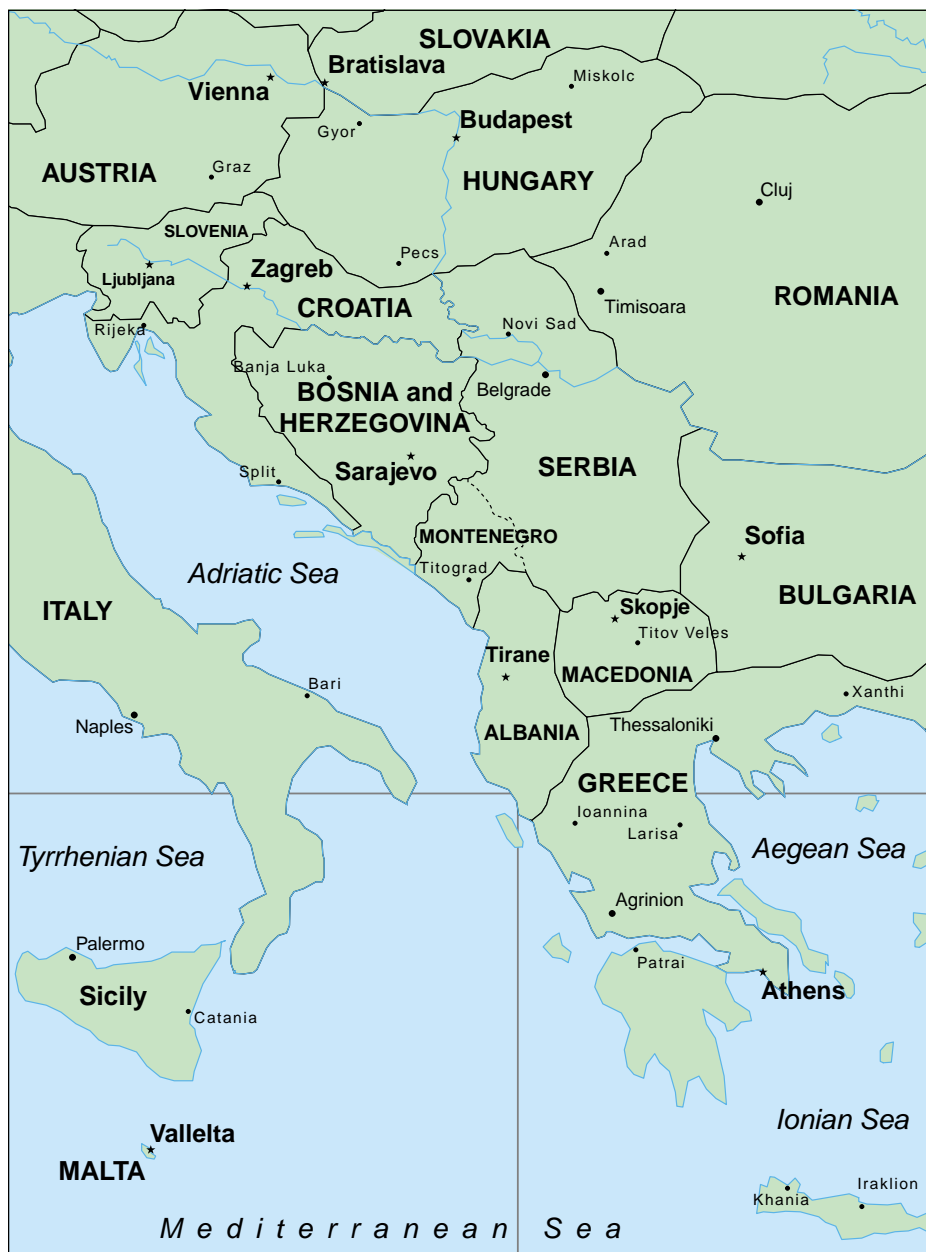 SLOVAKIA
Bratislava
Miskolc
Vienna
Gyor
Budapest
AUSTRIA
Graz
HUNGARY
Cluj
SLOVENIA
Pecs
Arad
Ljubljana
Zagreb
CROATIA
Timisoara
ROMANIA
Rijeka
Novi Sad
Banja Luka
Belgrade
BOSNIA and
HERZEGOVINA
Split
Sarajevo
SERBIA
MONTENEGRO
Sofia
Adriatic Sea
Titograd
BULGARIA
ITALY
Skopje
Titov Veles
Tirane
MACEDONIA
Bari
Xanthi
Naples
Thessaloniki
ALBANIA
GREECE
Ioannina
Larisa
Tyrrhenian Sea
Aegean Sea
Agrinion
Palermo
Patrai
Sicily
Athens
Catania
Ionian Sea
Vallelta
MALTA
Iraklion
Khania
Mediterranean Sea